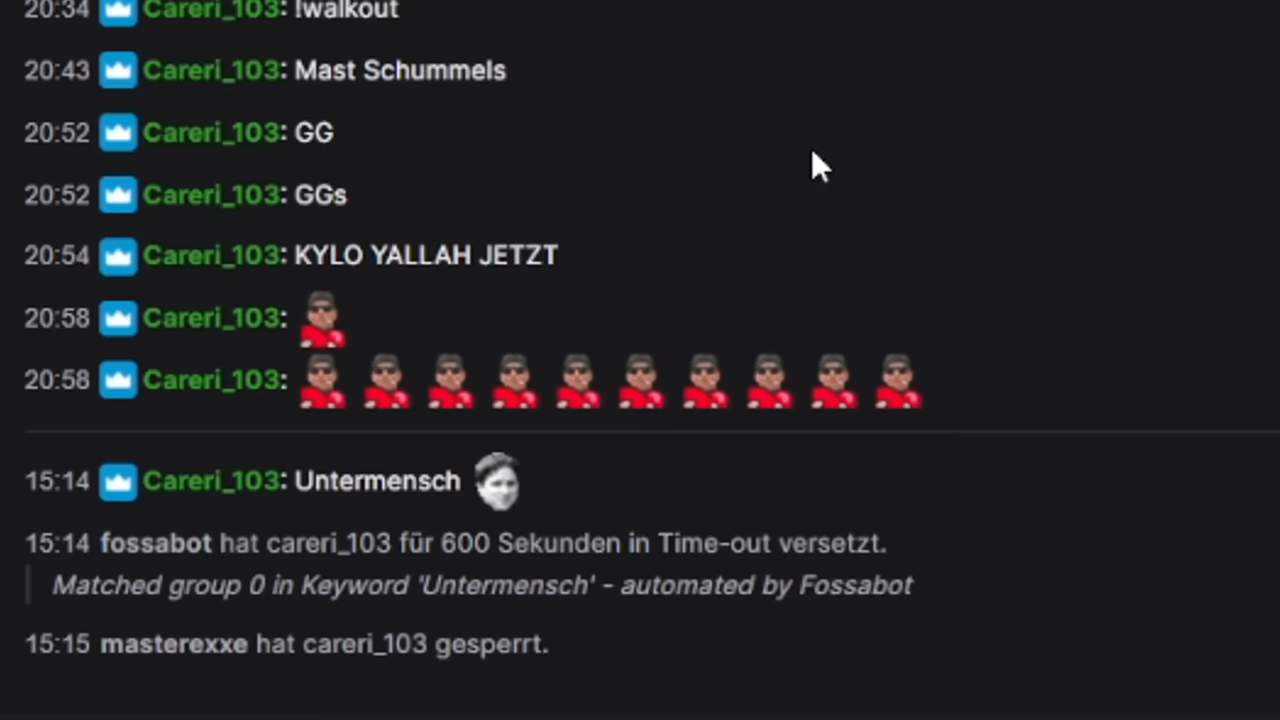 20:34 Careri_103: !walkout
20:43 Careri_103: Mast Schummels
20:52 Careri_103: GG
20:52 Careri_103: GGs
20:54 Careri_103: KYLO YALLAH JETZT
20:58 Careri_103:
20:58 Careri_103:
15:14 Careri_103: Untermensch
15:14 fossabot hat careri_103 für 600 Sekunden in Time-out versetzt.
Matched group 0 in Keyword 'Untermensch' - automated by Fossabot
15:15 masterexxe hat careri_103 gesperrt.